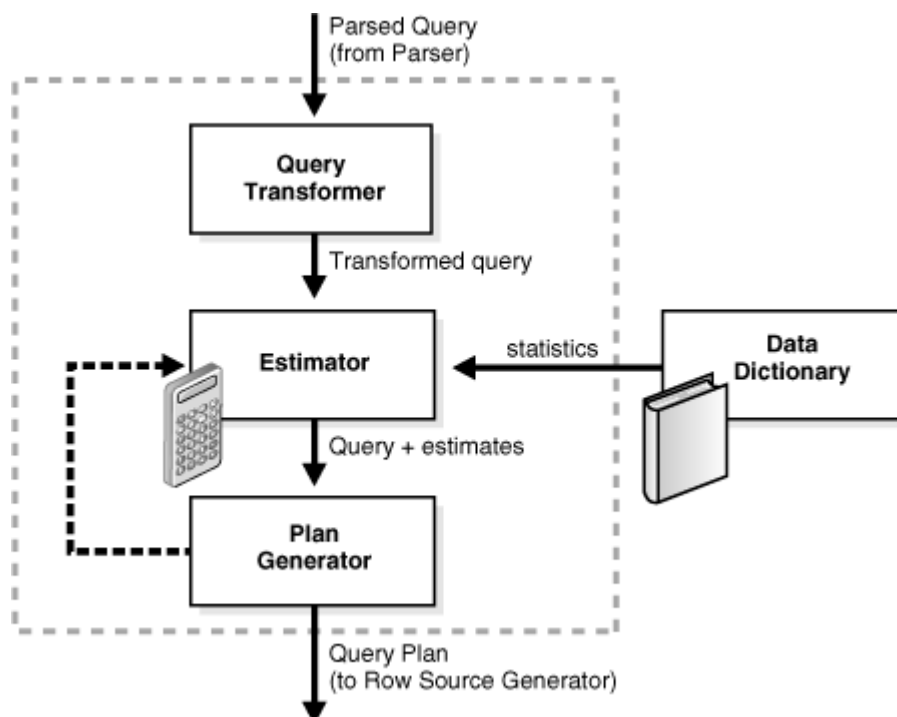 Parsed Query
(from Parser)
Query
Transformer
Transformed query
Estimator
statistics
Data
Dictionary
Query + estimates
Plan
Generator
Query Plan
(to Row Source Generator)